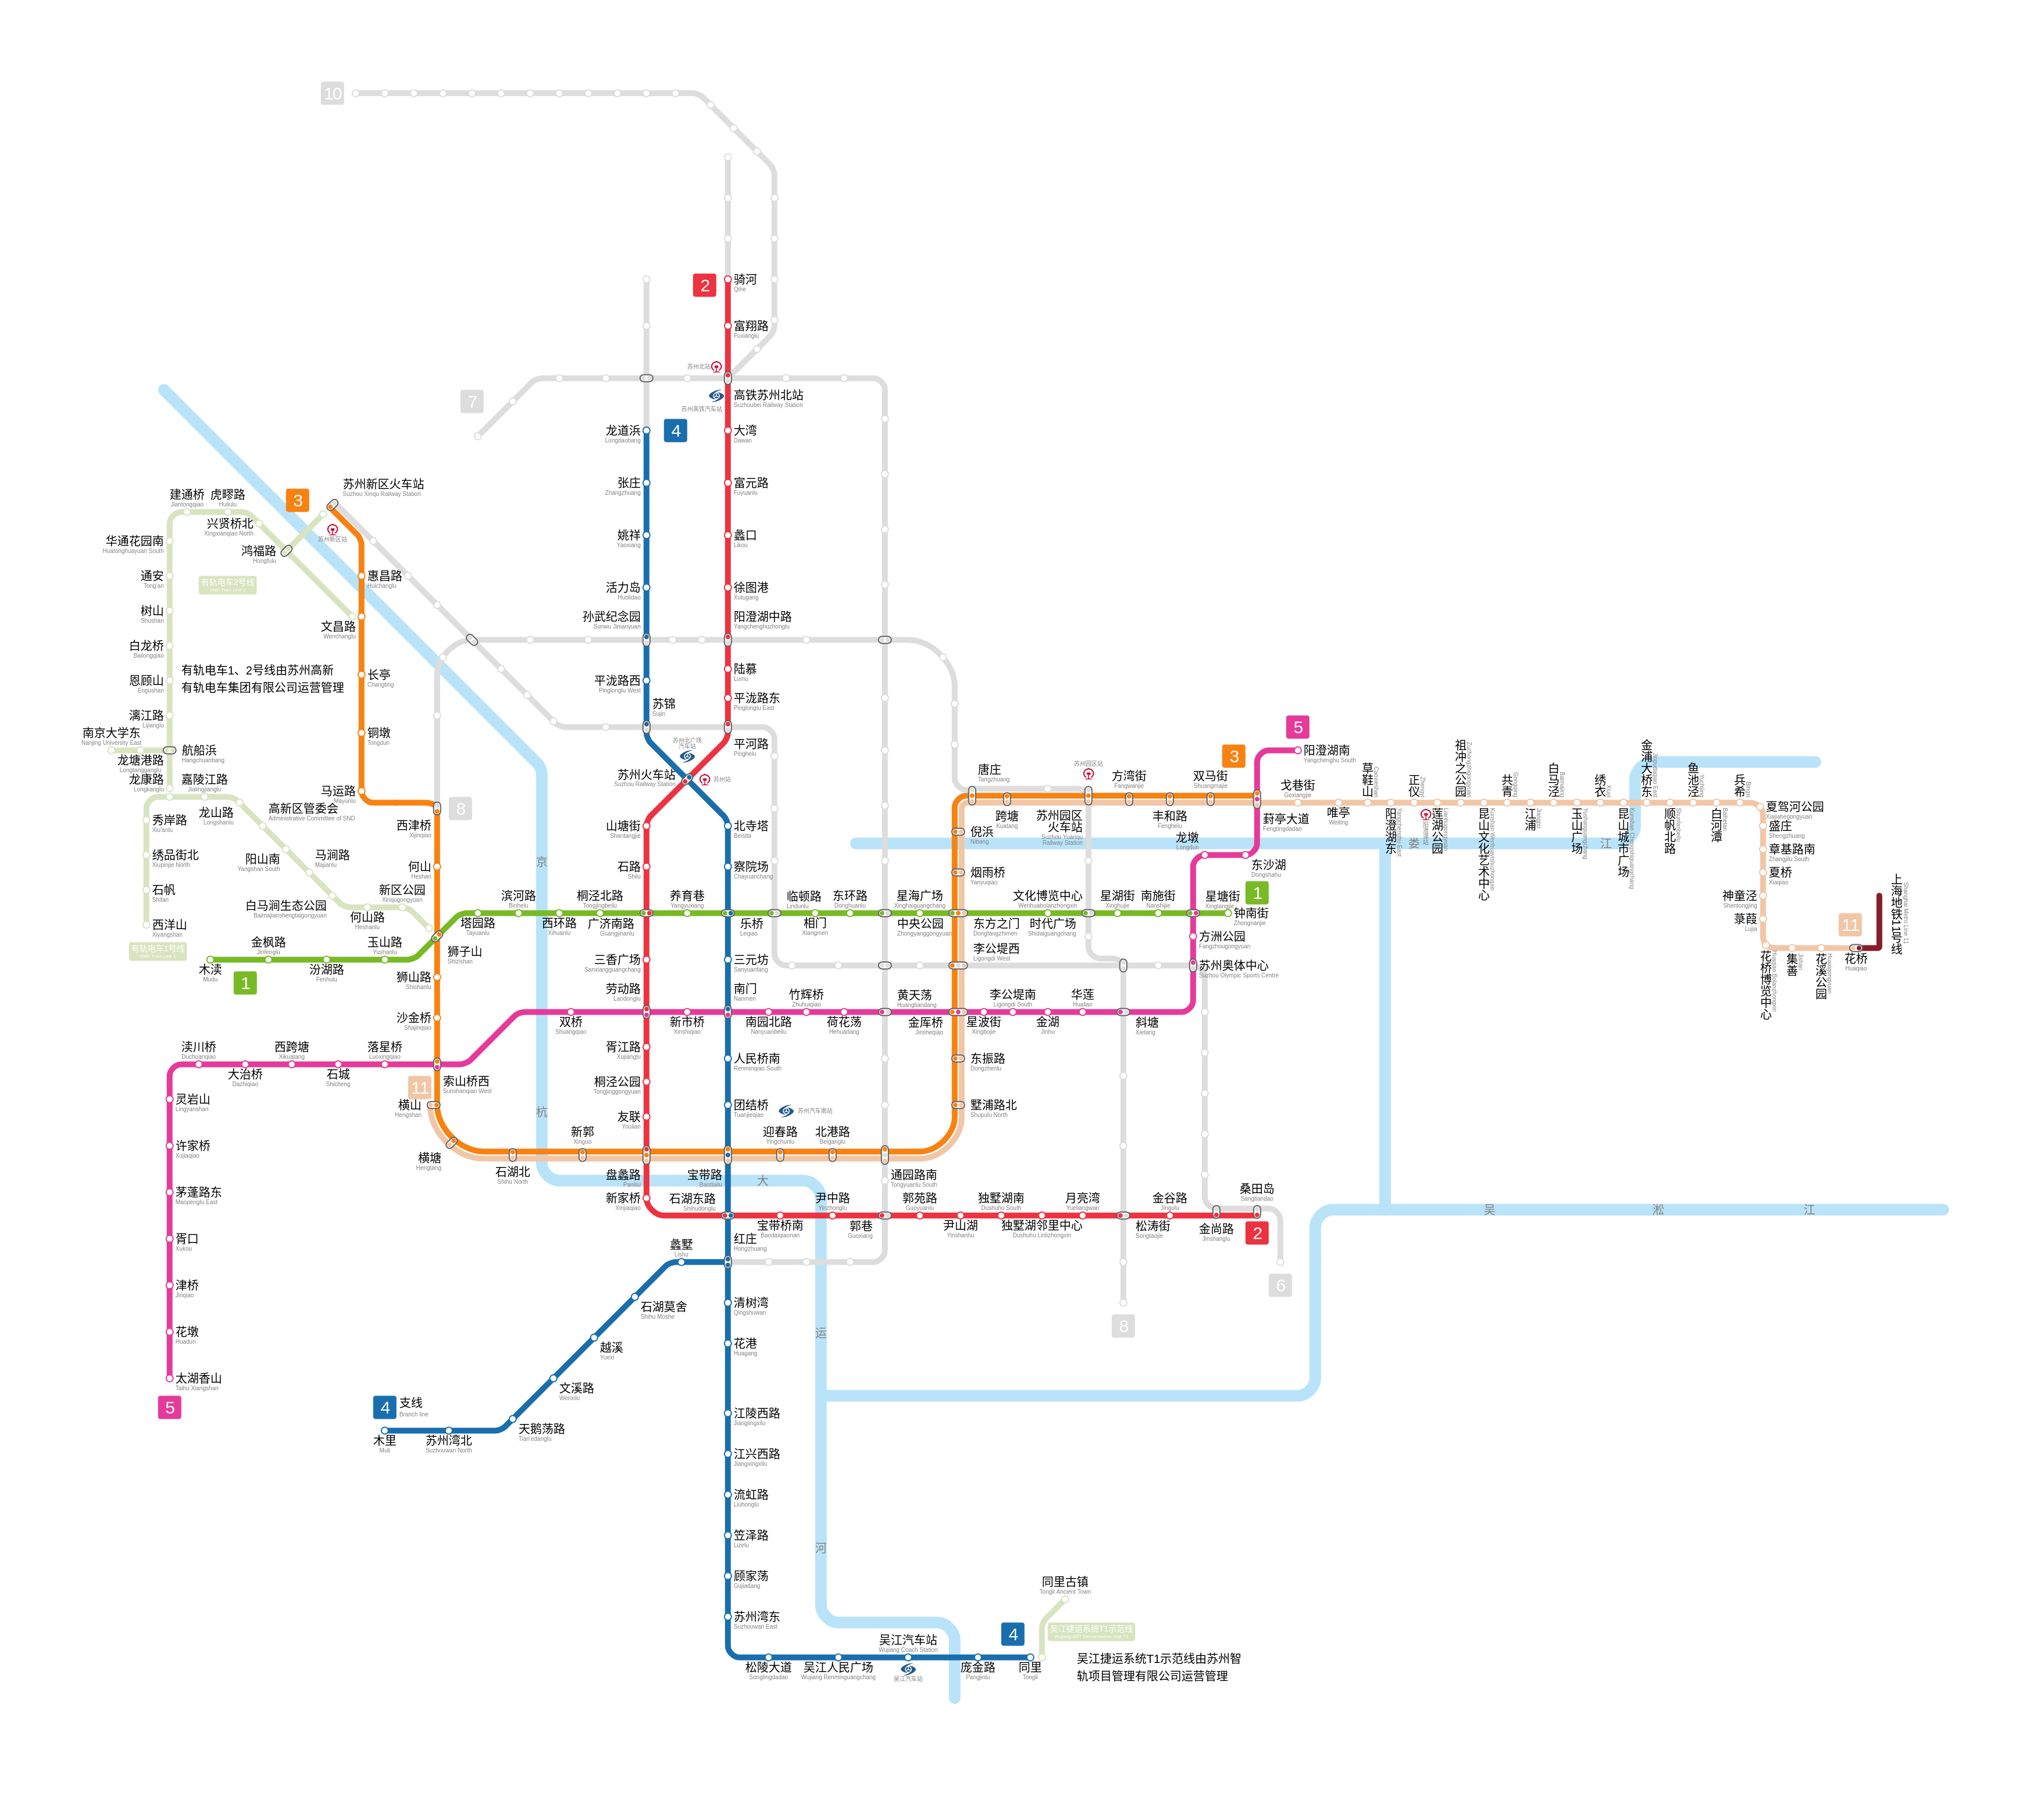 10
2
骑河
Qihe
富翔路
Fuxianglu
苏州北站
7
苏州高铁汽车站
高铁苏州北站
Suzhoubei Railway Station
4
龙道浜
Longdaobang
大湾
Dawan
张庄
Zhangzhuang
富元路
Fuyuanlu
姚祥
Yaoxiang
蠡口
Likou
活力岛
Huolidao
徐图港
Xutugang
孙武纪念园
Sunwu Jinianyuan
阳澄湖中路
Yangchenghuzhonglu
陆慕
Lumu
平泷路西
Pinglonglu West
平泷路东
Pinglonglu East
苏锦
Sujin
苏州北广场
汽车站
平河路
Pinghelu
苏州火车站
Suzhou Railway Station
苏州站
3
苏州新区火车站
Suzhou Xinqu Railway Station
苏州新区站
建通桥
Jiantongqiao
虎疁路
Huliulu
兴贤桥北
Xingxianqiao North
华通花园南
Huatonghuayuan South
鸿福路
Hongfulu
通安
Tong'an
有轨电车2号线
惠昌路
Huichanglu
树山
Shushan
文昌路
Wenchanglu
白龙桥
Bailongqiao
恩顾山
Engushan
有轨电车1、2号线由苏州高新
有轨电车集团有限公司运营管理
长亭
Changting
漓江路
Lijianglu
南京大学东
Nanjing University East
航船浜
Hangchuanbang
铜墩
Tongdun
龙塘港路
Longtangganglu
龙康路
Longkanglu
嘉陵江路
Jialingjianglu
马运路
Mayunlu
8
高新区管委会
Administrative Committee of SND
龙山路
Longshanlu
秀岸路
Xiu'anlu
西津桥
Xijinqiao
绣品街北
Xiupinjie North
阳山南
Yangshan South
马涧路
Majianlu
何山
Heshan
石帆
Shifan
新区公园
Xinqugongyuan
白马涧生态公园
Baimajianshengtaigongyuan
何山路
Heshanlu
西洋山
Xiyangshan
有轨电车1号线
木渎
Mudu
1
金枫路
Jinfenglu
汾湖路
Fenhulu
玉山路
Yushanlu
狮子山
Shizishan
塔园路
Tayuanlu
滨河路
Binhelu
西环路
Xihuanlu
桐泾北路
Tongjingbeilu
广济南路
Guangjinanlu
养育巷
Yangyuxiang
乐桥
Leqiao
临顿路
Lindunlu
相门
Xiangmen
东环路
Donghuanlu
星海广场
Xinghaiguangchang
中央公园
Zhongyanggongyuan
东方之门
Dongfangzhimen
文化博览中心
Wenhuabolanzhongxin
时代广场
Shidaiguangchang
星湖街
Xinghujie
南施街
Nanshijie
星塘街
Xingtangjie
钟南街
Zhongnanjie
1
山塘街
Shantangjie
石路
Shilu
北寺塔
Beisita
察院场
Chayuanchang
三香广场
Sanxiangguangchang
三元坊
Sanyuanfang
劳动路
Laodonglu
南门
Nanmen
狮山路
Shishanlu
沙金桥
Shajinqiao
渎川桥
Duchuanqiao
大治桥
Dazhiqiao
西跨塘
Xikuatang
石城
Shicheng
落星桥
Luoxingqiao
索山桥西
Suoshanqiao West
11
双桥
Shuangqiao
新市桥
Xinshiqiao
南园北路
Nanyuanbeilu
竹辉桥
Zhuhuiqiao
荷花荡
Hehuadang
黄天荡
Huangtiandang
金厍桥
Jinsheqiao
星波街
Xingbojie
李公堤南
Ligongdi South
金湖
Jinhu
华莲
Hualian
斜塘
Xietang
李公堤西
Ligongdi West
方洲公园
Fangzhougongyuan
苏州奥体中心
Suzhou Olympic Sports Centre
东沙湖
Dongshahu
龙墩
Longdun
5
阳澄湖南
Yangchenghu South
3
葑亭大道
Fengtingdadao
唐庄
Tangzhuang
苏州园区站
跨塘
Kuatang
苏州园区
火车站
Suzhou Yuanqu
Railway Station
方湾街
Fangwanjie
丰和路
Fenghelu
双马街
Shuangmajie
倪浜
Nibang
烟雨桥
Yanyuqiao
戈巷街
Gexiangjie
唯亭
Weiting
草鞋山
Caoxieshan
阳澄湖东
Yangchenghu East
正仪
Zhengyi
莲湖公园
Lianhugongyuan
祖冲之公园
Zuchongzhigongyuan
昆山文化艺术中心
Kunshan Wenhuayishuzhongxin
共青
Gongqing
江浦
Jiangpu
白马泾
Baimajing
玉山广场
Yushanguangchang
绣衣
Xiuyi
昆山城市广场
金浦大桥东
Jinpudaqiao East
顺帆北路
鱼池泾
Yuchijing
白河潭
Baihetan
兵希
Bingxi
夏驾河公园
Xiajiahegongyuan
盛庄
Shengzhuang
章基路南
Zhangjilu South
夏桥
Xiaqiao
神童泾
Shentongjing
菉葭
Lujia
花桥博览中心
集善
Jishan
花溪公园
Huaxigongyuan
花桥
Huaqiao
11
上海地铁11号线
Shanghai Metro Line 11
娄
江
京
杭
大
运
河
吴
淞
江
灵岩山
Lingyanshan
许家桥
Xujiaqiao
茅蓬路东
Maopenglu East
胥口
Xukou
津桥
Jinqiao
花墩
Huadun
太湖香山
Taihu Xiangshan
5
横山
Hengshan
横塘
Hengtang
石湖北
Shihu North
新郭
Xinguo
胥江路
Xujianglu
桐泾公园
Tongjinggongyuan
友联
Youlian
盘蠡路
Panlilu
新家桥
Xinjiaqiao
人民桥南
Renminqiao South
团结桥
Tuanjieqiao
苏州汽车南站
宝带路
Baodailu
迎春路
Yingchunlu
北港路
Beiganglu
通园路南
Tongyuanlu South
东振路
Dongzhenlu
墅浦路北
Shupulu North
石湖东路
Shihudonglu
宝带桥南
Baodaiqiaonan
尹中路
Yinzhonglu
郭巷
Guoxiang
郭苑路
Guoyuanlu
尹山湖
Yinshanhu
独墅湖南
Dushuhu South
独墅湖邻里中心
Dushuhu Linlizhongxin
月亮湾
Yueliangwan
松涛街
Songtaojie
金谷路
Jingulu
金尚路
Jinshanglu
桑田岛
Sangtiandao
2
6
8
红庄
Hongzhuang
蠡墅
Lishu
石湖莫舍
Shihu Moshe
越溪
Yuexi
文溪路
Wenxilu
天鹅荡路
Tian'edanglu
苏州湾北
Suzhouwan North
木里
Muli
4
支线
Branch line
清树湾
Qingshuwan
花港
Huagang
江陵西路
Jianglingxilu
江兴西路
Jiangxingxilu
流虹路
Liuhonglu
笠泽路
Lizelu
顾家荡
Gujiadang
苏州湾东
Suzhouwan East
松陵大道
Songlingdadao
吴江人民广场
Wujiang Renminguangchang
吴江汽车站
Wujiang Coach Station
吴江汽车站
庞金路
Pangjinlu
同里
Tongli
4
同里古镇
Tongli Ancient Town
吴江捷运系统T1示范线
吴江捷运系统T1示范线由苏州智
轨项目管理有限公司运营管理